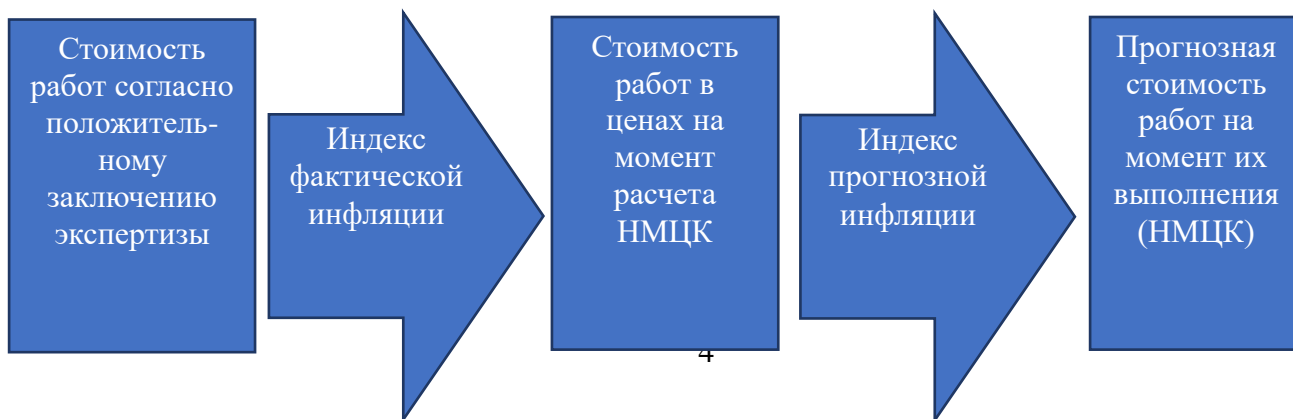 Стоимость
работ согласно
положитель-
ному
заключению
экспертизы
Индекс
фактической
инфляции
Стоимость
работ в
ценах на
момент
расчета
НМЦК
Индекс
прогнозной
инфляции
Прогнозная
стоимость
работ на
момент их
выполнения
(НМЦК)
4